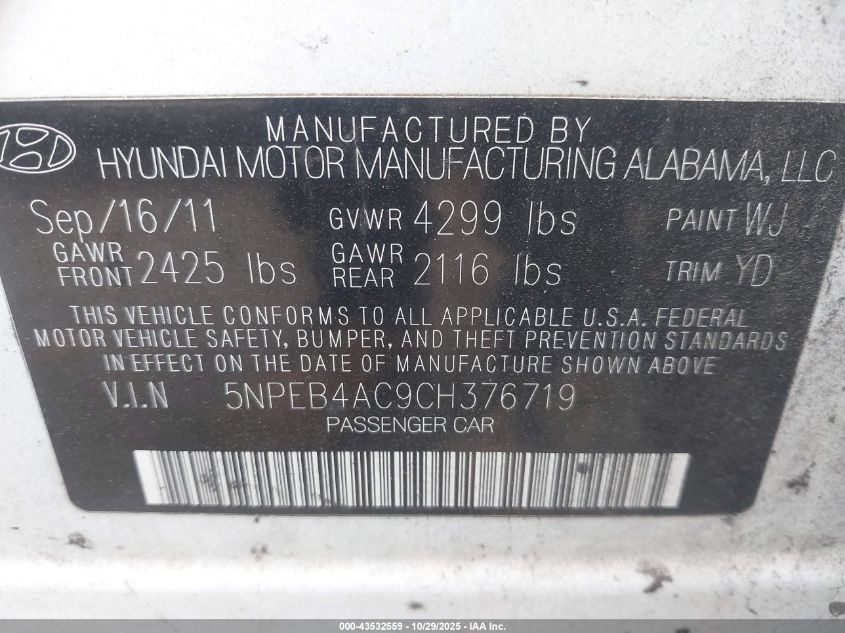 MANUFACTURED BY
HYUNDAI MOTOR MANUFACTURING ALABAMA, LLC
Sep/16/11 GVWR 4299 lbs PAINT WJ
GAWR FRONT 2425 lbs GAWR REAR 2116 lbs TRIM YD
THIS VEHICLE CONFORMS TO ALL APPLICABLE U.S.A. FEDERAL
MOTOR VEHICLE SAFETY, BUMPER, AND THEFT PREVENTION STANDARDS
IN EFFECT ON THE DATE OF MANUFACTURE SHOWN ABOVE.
V.I.N 5NPEB4AC9CH376719
PASSENGER CAR
000-43532559 - 10/29/2025 - IAA Inc.